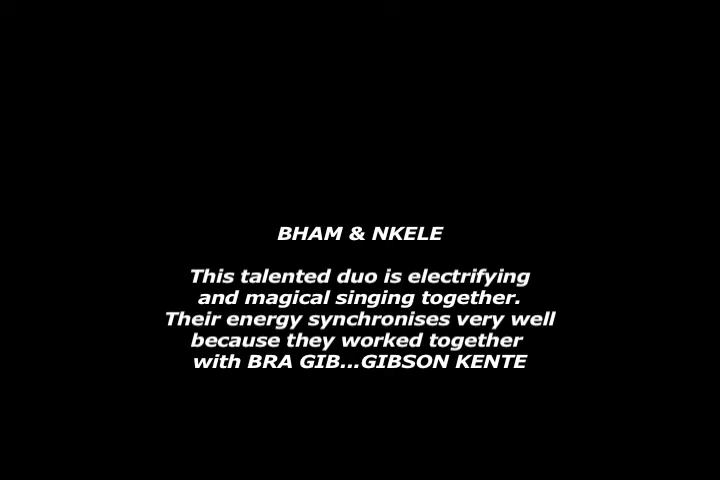 BHAM & NKELE
This talented duo is electrifying
and magical singing together.
Their energy synchronises very well
because they worked together
with BRA GIB...GIBSON KENTE